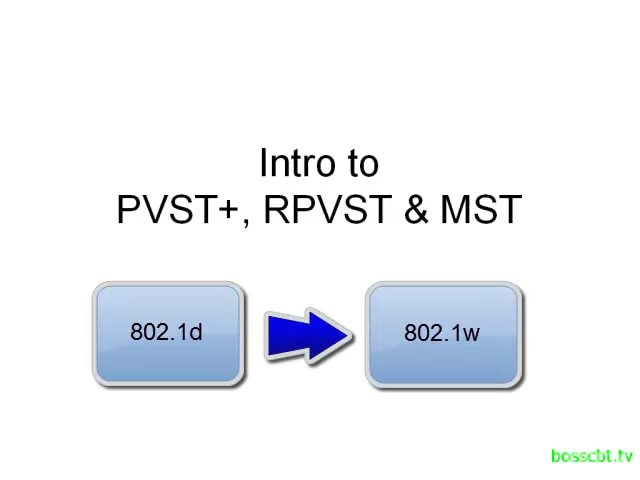 Intro to
PVST+, RPVST & MST
802.1d
802.1w
bosscbt.tv